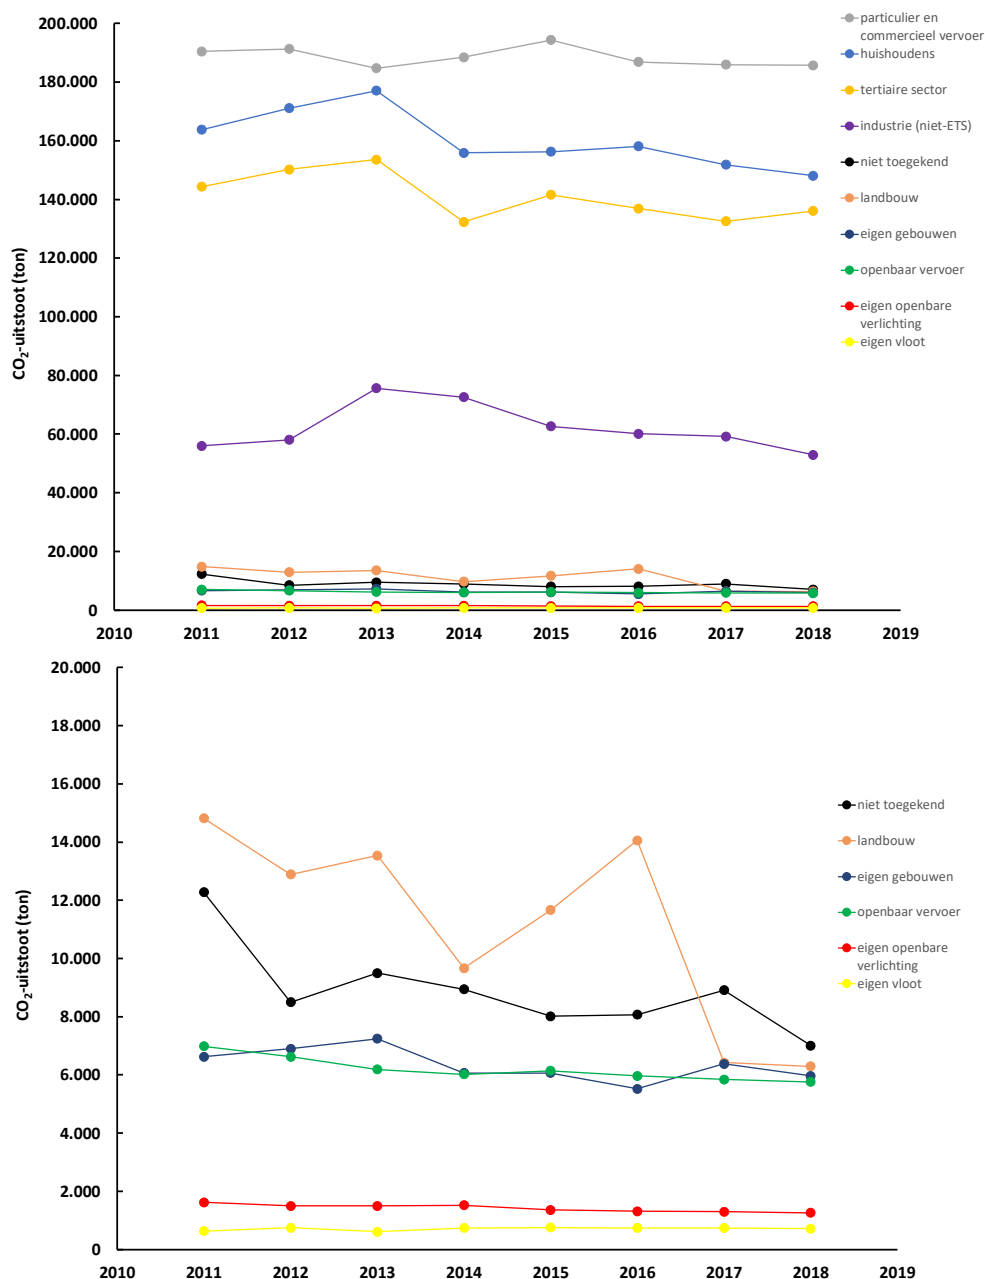 200.000
180.000
160.000
140.000
120.000
100.000
80.000
60.000
40.000
20.000
0
CO₂-uitstoot (ton)
2010 2011 2012 2013 2014 2015 2016 2017 2018 2019
particulier en
commercieel vervoer
huishoudens
tertiaire sector
industrie (niet-ETS)
niet toegekend
landbouw
eigen gebouwen
openbaar vervoer
eigen openbare
verlichting
eigen vloot
20.000
18.000
16.000
14.000
12.000
10.000
8.000
6.000
4.000
2.000
0
CO₂-uitstoot (ton)
2010 2011 2012 2013 2014 2015 2016 2017 2018 2019
niet toegekend
landbouw
eigen gebouwen
openbaar vervoer
eigen openbare
verlichting
eigen vloot